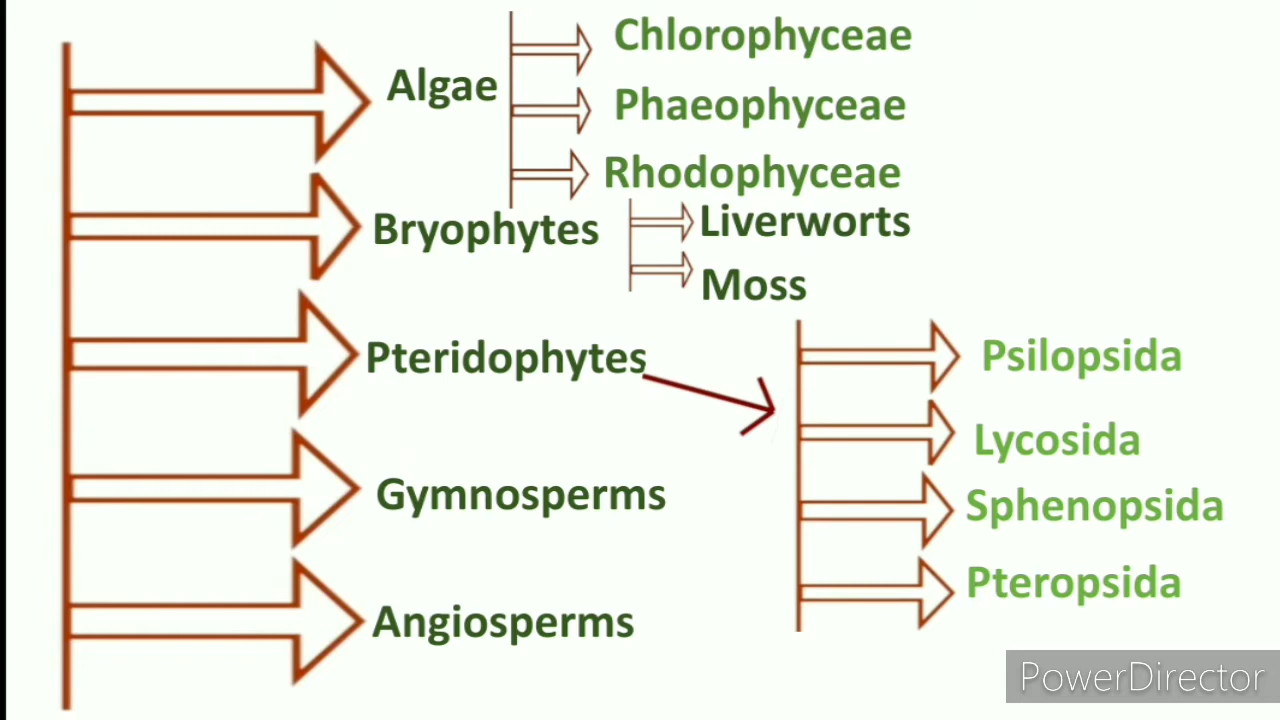 Algae
Chlorophyceae
Phaeophyceae
Rhodophyceae
Bryophytes
Liverworts
Moss
Pteridophytes
Psilopsida
Lycosida
Sphenopsida
Pteropsida
Gymnosperms
Angiosperms
PowerDirector